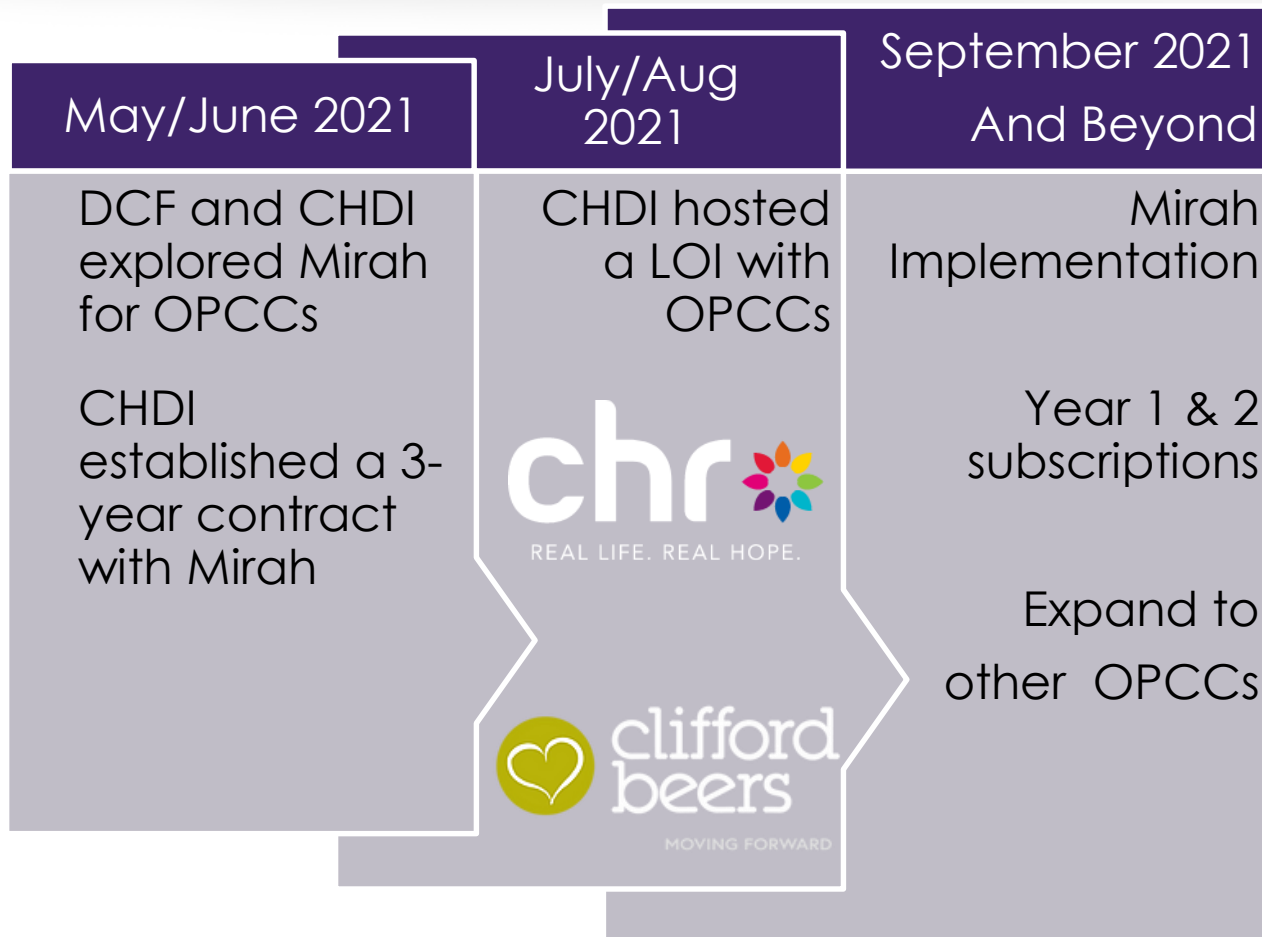 May/June 2021
DCF and CHDI
explored Mirah
for OPCCs
CHDI
established a 3-
year contract
with Mirah
July/Aug
2021
CHDI hosted
a LOI with
OPCCs
chr
REAL LIFE. REAL HOPE.
clifford
beers
MOVING FORWARD
September 2021
And Beyond
Mirah
Implementation
Year 1 & 2
subscriptions
Expand to
other OPCCs